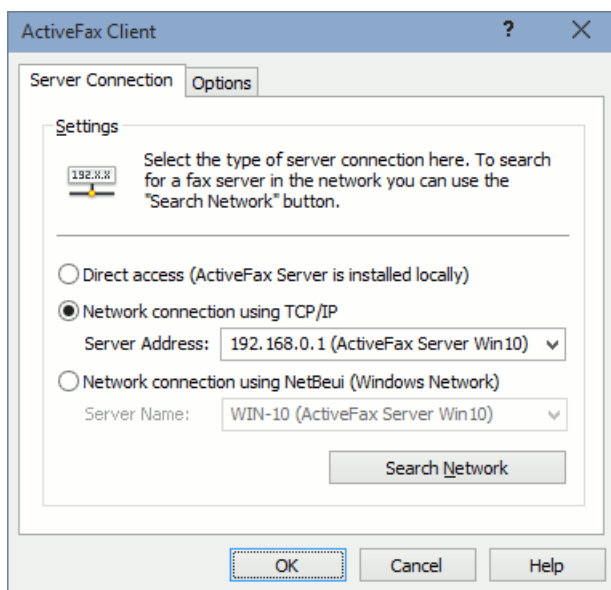 ActiveFax Client
Server Connection
Options
Settings
192.X.X
Select the type of server connection here. To search
for a fax server in the network you can use the
"Search Network" button.
Direct access (ActiveFax Server is installed locally)
Network connection using TCP/IP
Server Address: 192.168.0.1 (ActiveFax Server Win10)
Network connection using NetBeui (Windows Network)
Server Name: WIN-10 (ActiveFax Server Win10)
Search Network
OK Cancel Help